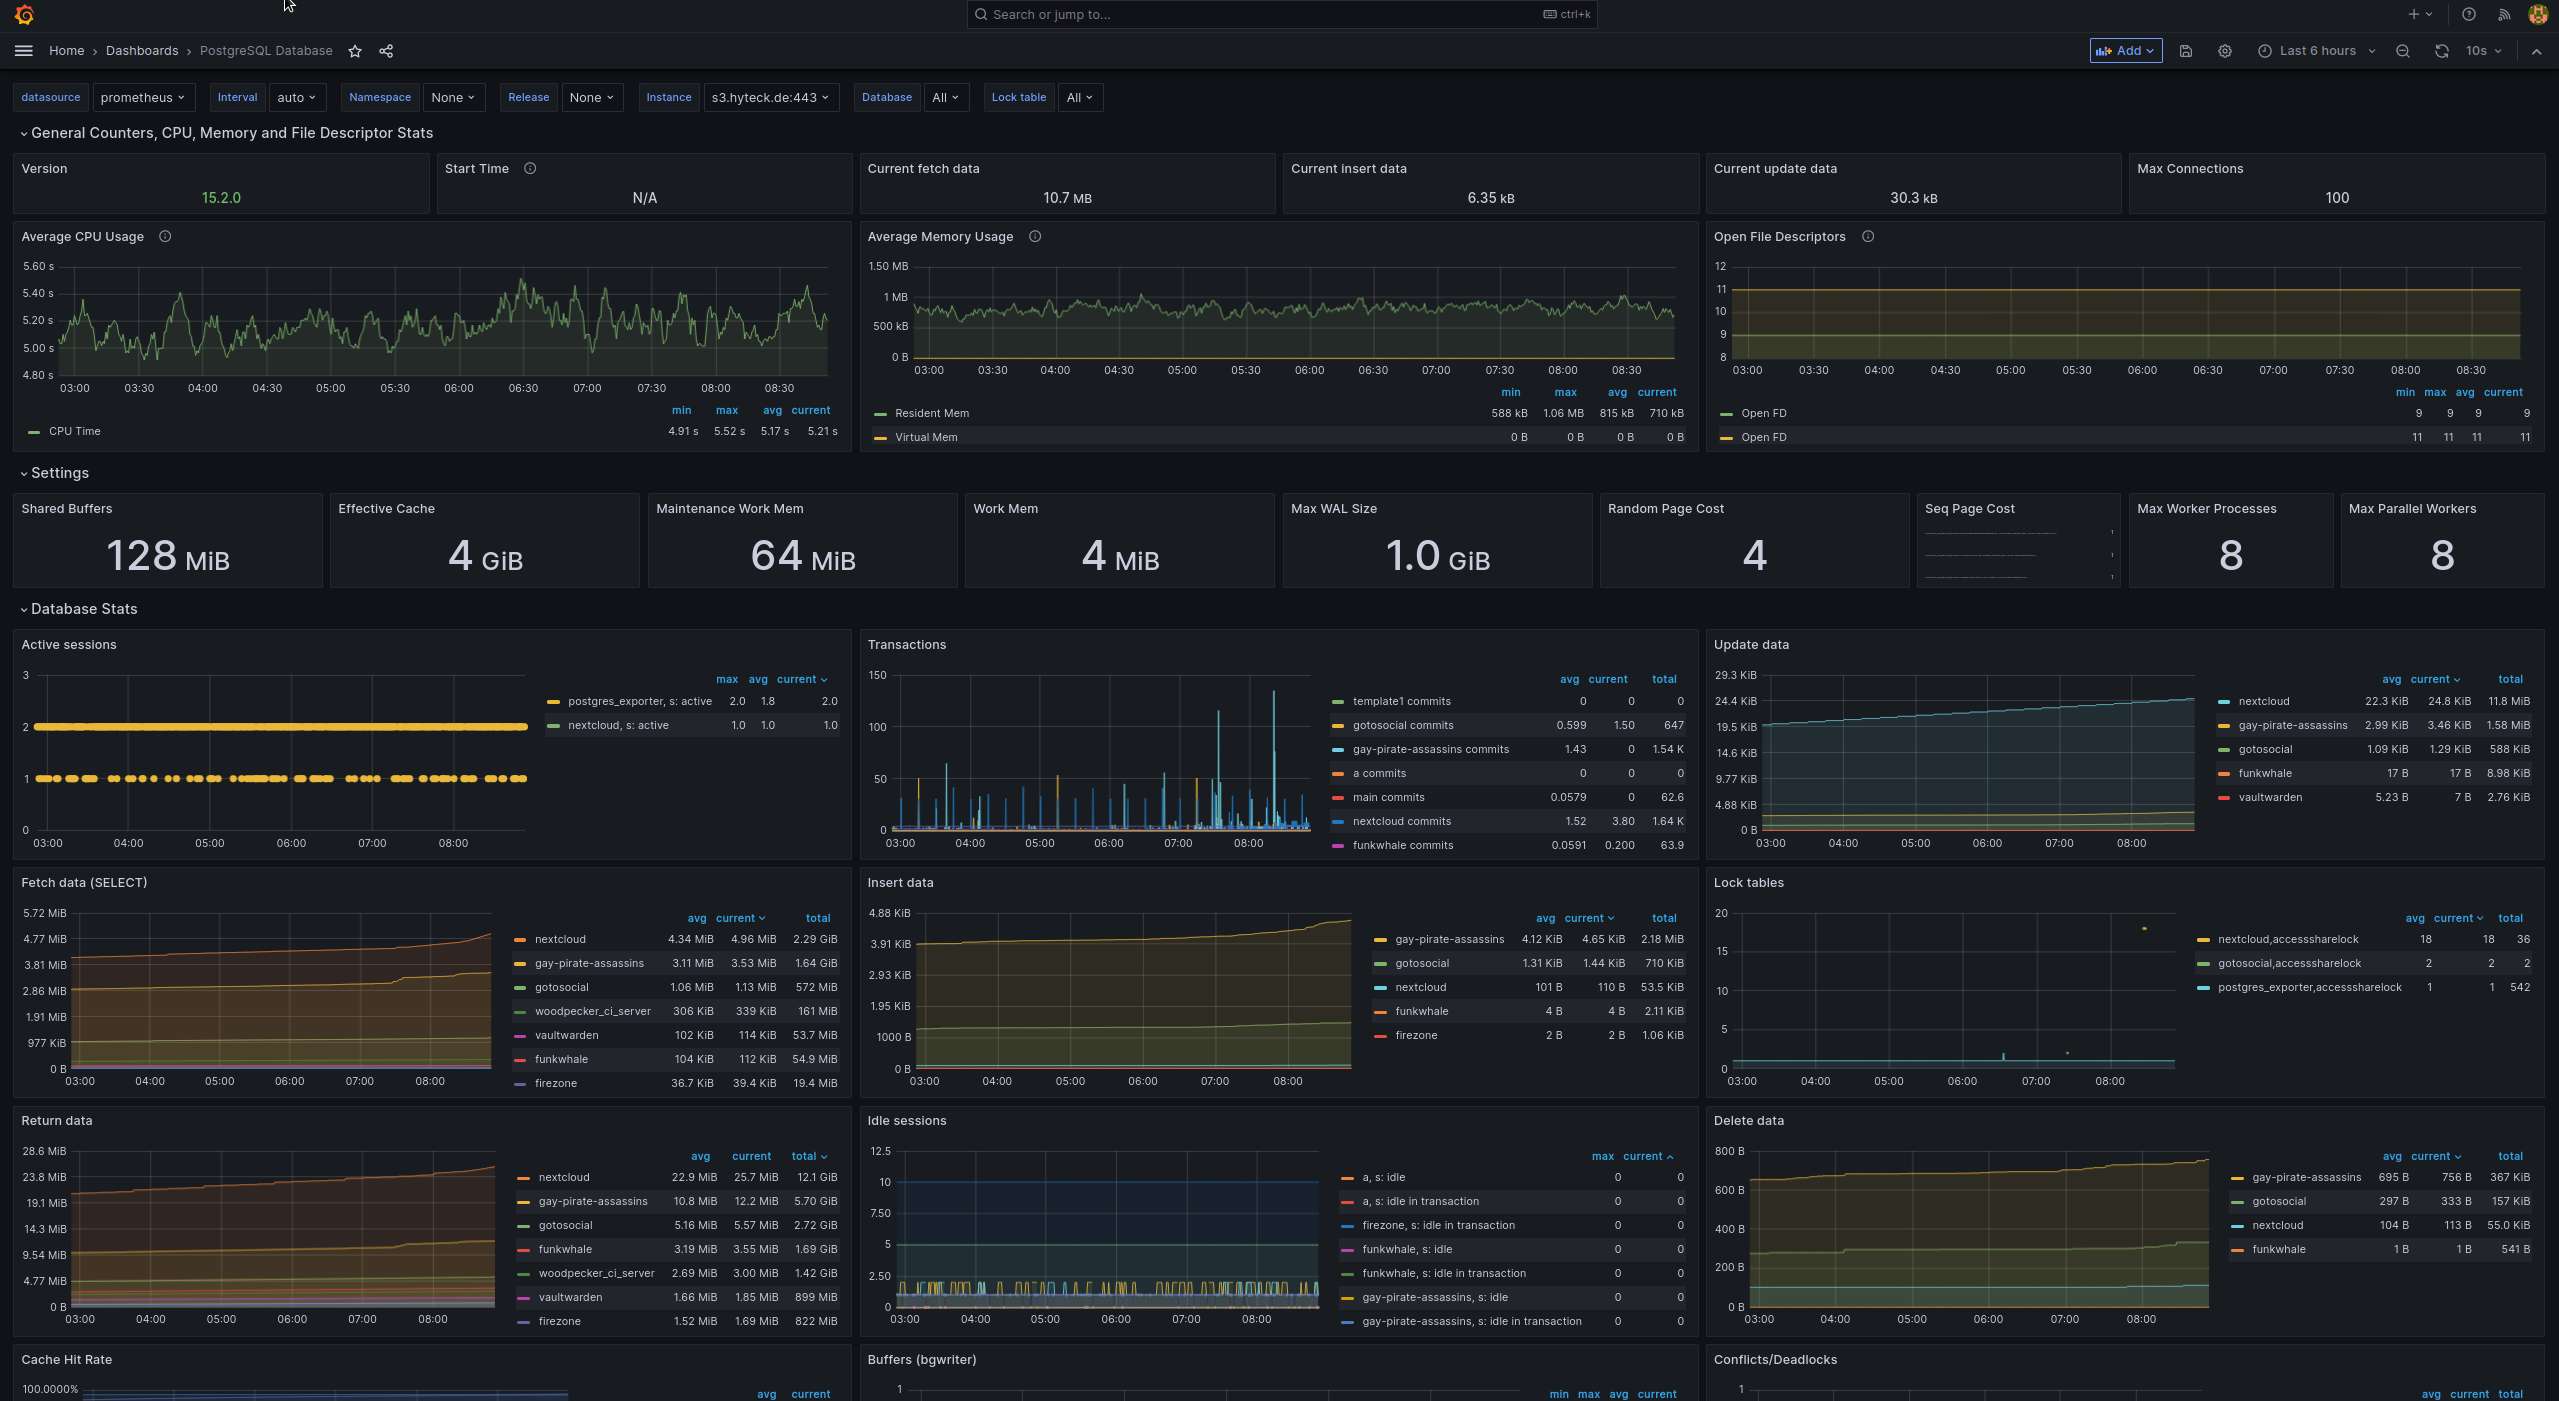 Search or jump to... ctrl+k
Home › Dashboards › PostgreSQL Database Add Last 6 hours 10s
datasource prometheus Interval auto Namespace None Release None Instance s3.hyteck.de:443 Database All Lock table All
General Counters, CPU, Memory and File Descriptor Stats
Version
15.2.0
Start Time
N/A
Current fetch data
10.7 MB
Current insert data
6.35 kB
Current update data
30.3 kB
Max Connections
100
Average CPU Usage
5.60 s
5.40 s
5.20 s
5.00 s
4.80 s
03:00 03:30 04:00 04:30 05:00 05:30 06:00 06:30 07:00 07:30 08:00 08:30
min max avg current
CPU Time 4.91 s 5.52 s 5.17 s 5.21 s
Average Memory Usage
1.50 MB
1 MB
500 kB
0 B
03:00 03:30 04:00 04:30 05:00 05:30 06:00 06:30 07:00 07:30 08:00 08:30
min max avg current
Resident Mem 588 kB 1.06 MB 815 kB 710 kB
Virtual Mem 0 B 0 B 0 B 0 B
Open File Descriptors
12
11
10
9
8
03:00 03:30 04:00 04:30 05:00 05:30 06:00 06:30 07:00 07:30 08:00 08:30
min max avg current
Open FD 9 9 9 9
Open FD 11 11 11 11
Settings
Shared Buffers
128 MiB
Effective Cache
4 GiB
Maintenance Work Mem
64 MiB
Work Mem
4 MiB
Max WAL Size
1.0 GiB
Random Page Cost
4
Seq Page Cost
Max Worker Processes
8
Max Parallel Workers
8
Database Stats
Active sessions
3
2
1
0
03:00 04:00 05:00 06:00 07:00 08:00
max avg current
postgres_exporter, s: active 2.0 1.8 2.0
nextcloud, s: active 1.0 1.0 1.0
Transactions
150
100
50
0
03:00 04:00 05:00 06:00 07:00 08:00
avg current total
template1 commits 0 0 0
gotosocial commits 0.599 1.50 647
gay-pirate-assassins commits 1.43 0 1.54 K
a commits 0 0 0
main commits 0.0579 0 62.6
nextcloud commits 1.52 3.80 1.64 K
funkwhale commits 0.0591 0.200 63.9
Update data
29.3 KiB
24.4 KiB
19.5 KiB
14.6 KiB
9.77 KiB
4.88 KiB
0 B
03:00 04:00 05:00 06:00 07:00 08:00
avg current total
nextcloud 22.3 KiB 24.8 KiB 11.8 MiB
gay-pirate-assassins 2.99 KiB 3.46 KiB 1.58 MiB
gotosocial 1.09 KiB 1.29 KiB 588 KiB
funkwhale 17 B 17 B 8.98 KiB
vaultwarden 5.23 B 7 B 2.76 KiB
Fetch data (SELECT)
5.72 MiB
4.77 MiB
3.81 MiB
2.86 MiB
1.91 MiB
977 KiB
0 B
03:00 04:00 05:00 06:00 07:00 08:00
avg current total
nextcloud 4.34 MiB 4.96 MiB 2.29 GiB
gay-pirate-assassins 3.11 MiB 3.53 MiB 1.64 GiB
gotosocial 1.06 MiB 1.13 MiB 572 MiB
woodpecker_ci_server 306 KiB 339 KiB 161 MiB
vaultwarden 102 KiB 114 KiB 53.7 MiB
funkwhale 104 KiB 112 KiB 54.9 MiB
firezone 36.7 KiB 39.4 KiB 19.4 MiB
Insert data
4.88 KiB
3.91 KiB
2.93 KiB
1.95 KiB
1000 B
0 B
03:00 04:00 05:00 06:00 07:00 08:00
avg current total
gay-pirate-assassins 4.12 KiB 4.65 KiB 2.18 MiB
gotosocial 1.31 KiB 1.44 KiB 710 KiB
nextcloud 101 B 110 B 53.5 KiB
funkwhale 4 B 4 B 2.11 KiB
firezone 2 B 2 B 1.06 KiB
Lock tables
20
15
10
5
0
03:00 04:00 05:00 06:00 07:00 08:00
avg current total
nextcloud,accesssharelock 18 18 36
gotosocial,accesssharelock 2 2 2
postgres_exporter,accesssharelock 1 1 542
Return data
28.6 MiB
23.8 MiB
19.1 MiB
14.3 MiB
9.54 MiB
4.77 MiB
0 B
03:00 04:00 05:00 06:00 07:00 08:00
avg current total
nextcloud 22.9 MiB 25.7 MiB 12.1 GiB
gay-pirate-assassins 10.8 MiB 12.2 MiB 5.70 GiB
gotosocial 5.16 MiB 5.57 MiB 2.72 GiB
funkwhale 3.19 MiB 3.55 MiB 1.69 GiB
woodpecker_ci_server 2.69 MiB 3.00 MiB 1.42 GiB
vaultwarden 1.66 MiB 1.85 MiB 899 MiB
firezone 1.52 MiB 1.69 MiB 822 MiB
Idle sessions
12.5
10
7.50
5
2.50
0
03:00 04:00 05:00 06:00 07:00 08:00
max current
a, s: idle 0 0
a, s: idle in transaction 0 0
firezone, s: idle in transaction 0 0
funkwhale, s: idle 0 0
funkwhale, s: idle in transaction 0 0
gay-pirate-assassins, s: idle 0 0
gay-pirate-assassins, s: idle in transaction 0 0
Delete data
800 B
600 B
400 B
200 B
0 B
03:00 04:00 05:00 06:00 07:00 08:00
avg current total
gay-pirate-assassins 695 B 756 B 367 KiB
gotosocial 297 B 333 B 157 KiB
nextcloud 104 B 113 B 55.0 KiB
funkwhale 1 B 1 B 541 B
Cache Hit Rate
100.0000%
avg current
Buffers (bgwriter)
1
min max avg current
Conflicts/Deadlocks
1
avg current total